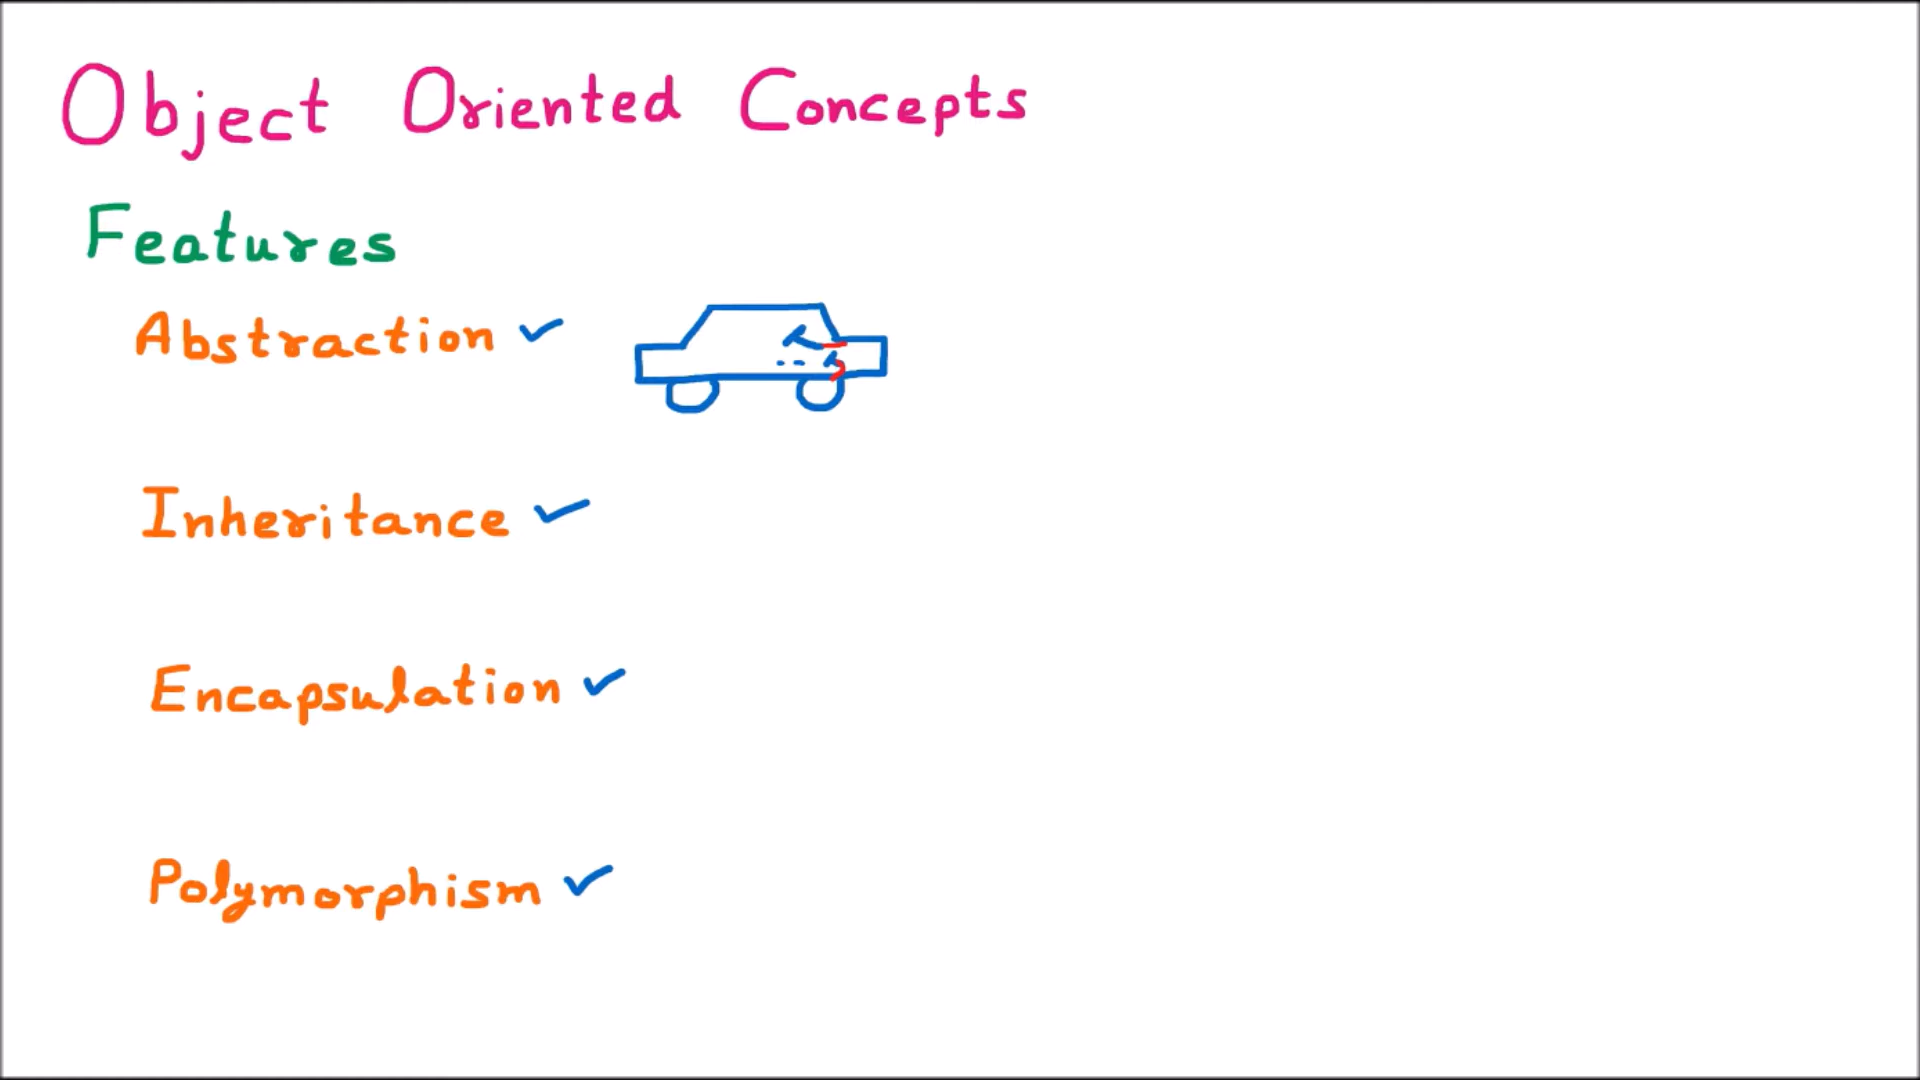 Object Oriented Concepts
Features
Abstraction
Inheritance
Encapsulation
Polymorphism